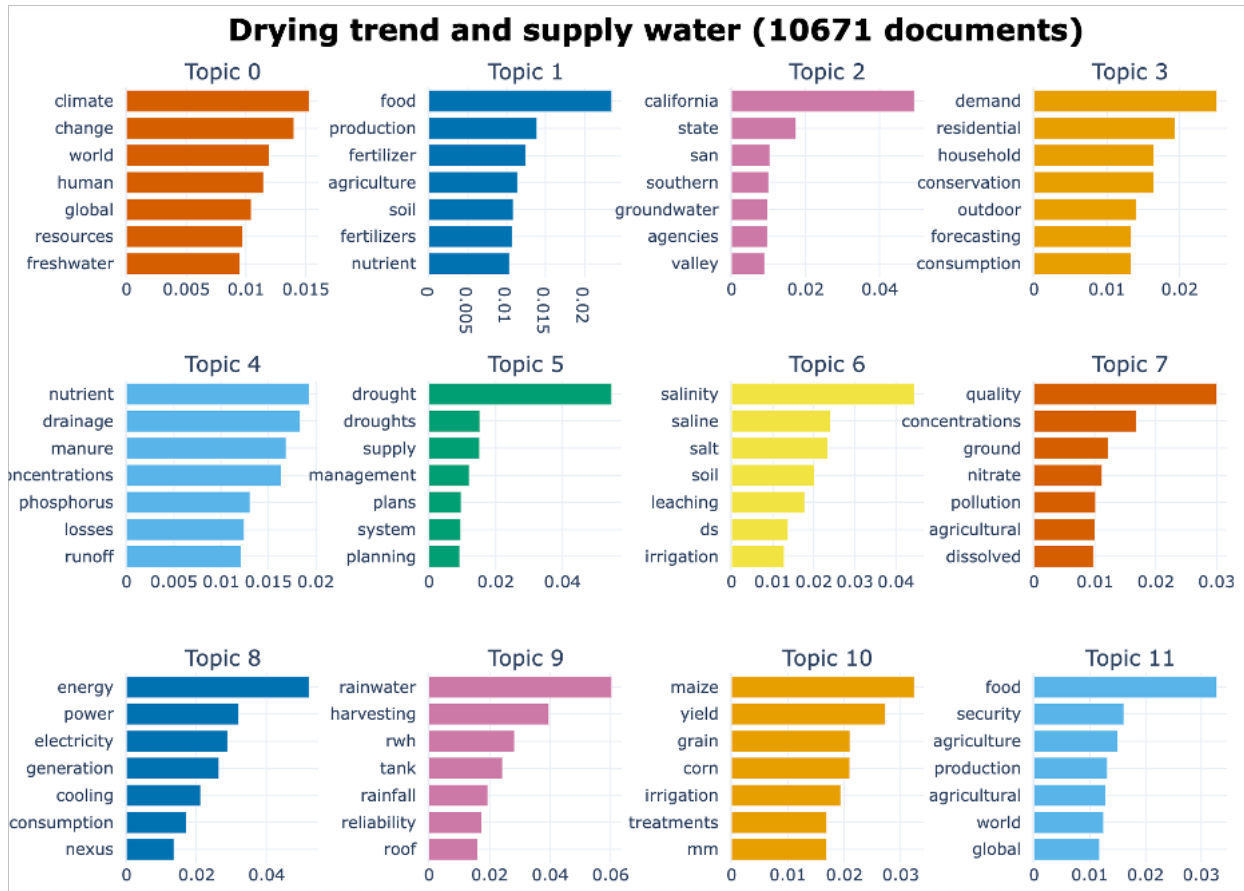 Drying trend and supply water (10671 documents)
Topic 0
climate
change
world
human
global
resources
freshwater
0 0.005 0.01 0.015
Topic 1
food
production
fertilizer
agriculture
soil
fertilizers
nutrient
0 0.005 0.01 0.015 0.02
Topic 2
california
state
san
southern
groundwater
agencies
valley
0 0.02 0.04
Topic 3
demand
residential
household
conservation
outdoor
forecasting
consumption
0 0.01 0.02
Topic 4
nutrient
drainage
manure
oncentrations
phosphorus
losses
runoff
0 0.005 0.01 0.015 0.02
Topic 5
drought
droughts
supply
management
plans
system
planning
0 0.02 0.04
Topic 6
salinity
saline
salt
soil
leaching
ds
irrigation
0 0.01 0.02 0.03 0.04
Topic 7
quality
concentrations
ground
nitrate
pollution
agricultural
dissolved
0 0.01 0.02 0.03
Topic 8
energy
power
electricity
generation
cooling
consumption
nexus
0 0.02 0.04
Topic 9
rainwater
harvesting
rwh
tank
rainfall
reliability
roof
0 0.02 0.04 0.06
Topic 10
maize
yield
grain
corn
irrigation
treatments
mm
0 0.01 0.02 0.03
Topic 11
food
security
agriculture
production
agricultural
world
global
0 0.01 0.02 0.03